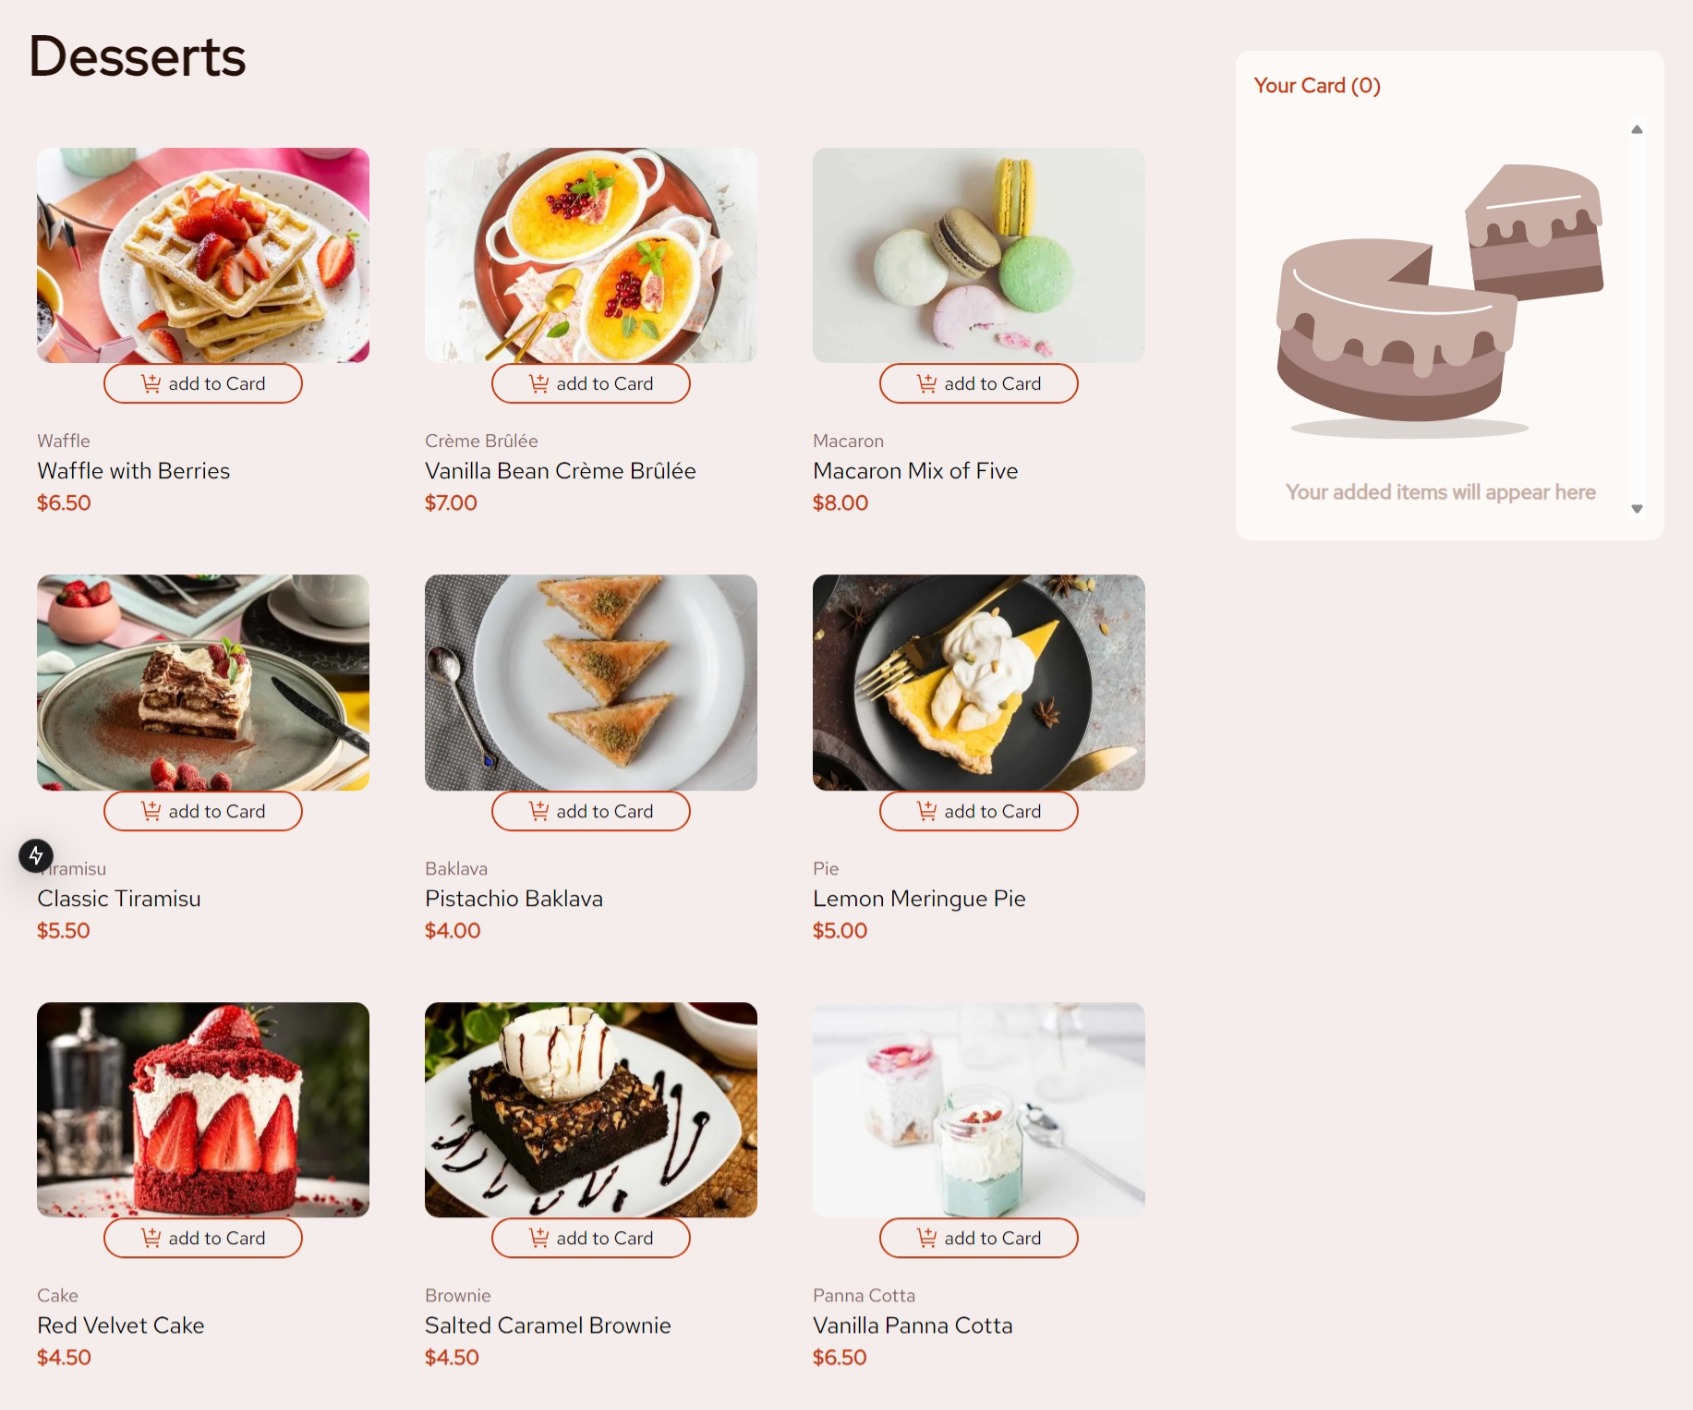 Desserts
Your Card (0)
add to Card
add to Card
add to Card
Waffle
Waffle with Berries
$6.50
Crème Brûlée
Vanilla Bean Crème Brûlée
$7.00
Macaron
Macaron Mix of Five
$8.00
Your added items will appear here
add to Card
add to Card
add to Card
Tiramisu
Classic Tiramisu
$5.50
Baklava
Pistachio Baklava
$4.00
Pie
Lemon Meringue Pie
$5.00
add to Card
add to Card
add to Card
Cake
Red Velvet Cake
$4.50
Brownie
Salted Caramel Brownie
$4.50
Panna Cotta
Vanilla Panna Cotta
$6.50